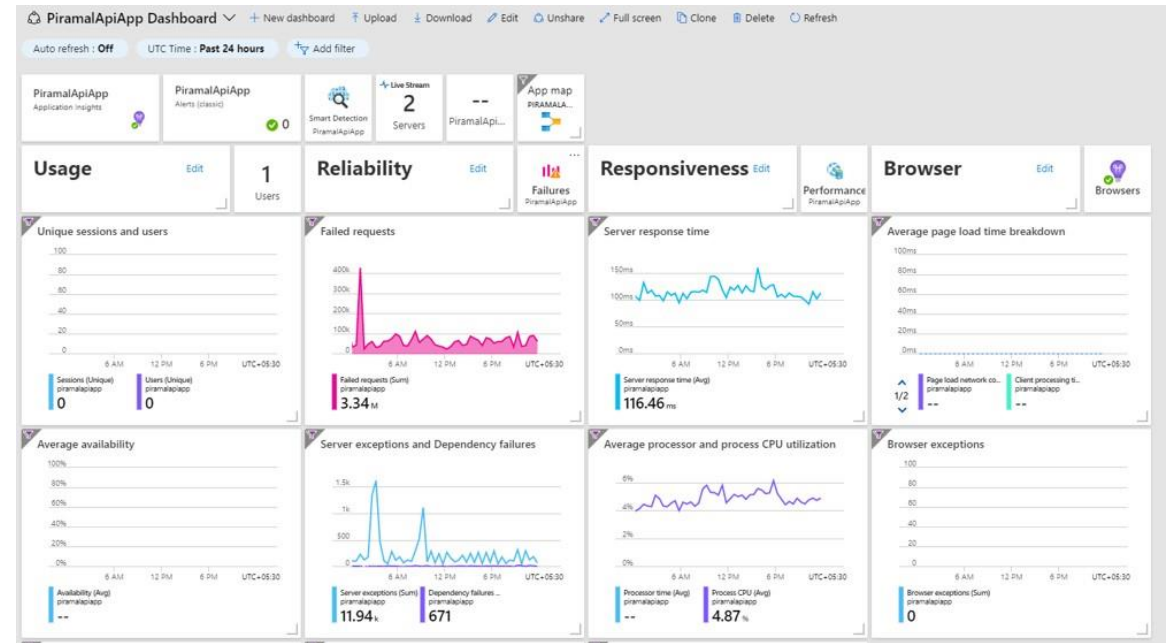 PiramalApiApp Dashboard
+ New dashboard Upload Download Edit Unshare Full screen Clone Delete Refresh
Auto refresh : Off UTC Time : Past 24 hours Add filter
PiramalApiApp
Application Insights
PiramalApiApp
Alerts (classic)
0
Smart Detection
PiramalApiApp
Live Stream
2
Servers
--
PiramalApi...
App map
PIRAMALA...
Usage Edit
1
Users
Reliability Edit
...
Failures
PiramalApiApp
Responsiveness Edit
Performance
PiramalApiApp
Browser Edit
Browsers
Unique sessions and users
100
80
60
40
20
0
6 AM 12 PM 6 PM UTC+05:30
Sessions (Unique)
piramalapiapp
0
Users (Unique)
piramalapiapp
0
Failed requests
400k
300k
200k
100k
0
6 AM 12 PM 6 PM UTC+05:30
Failed requests (Sum)
piramalapiapp
3.34 M
Server response time
150ms
100ms
50ms
0ms
6 AM 12 PM 6 PM UTC+05:30
Server response time (Avg)
piramalapiapp
116.46 ms
Average page load time breakdown
100ms
80ms
60ms
40ms
20ms
0ms
6 AM 12 PM 6 PM UTC+05:30
1/2
Page load network co...
piramalapiapp
--
Client processing ti...
piramalapiapp
--
Average availability
100%
80%
60%
40%
20%
0%
6 AM 12 PM 6 PM UTC+05:30
Availability (Avg)
piramalapiapp
--
Server exceptions and Dependency failures
1.5k
1k
500
0
6 AM 12 PM 6 PM UTC+05:30
Server exceptions (Sum)
piramalapiapp
11.94 k
Dependency failures ...
piramalapiapp
671
Average processor and process CPU utilization
6%
4%
2%
0%
6 AM 12 PM 6 PM UTC+05:30
Processor time (Avg)
piramalapiapp
--
Process CPU (Avg)
piramalapiapp
4.87 %
Browser exceptions
100
80
60
40
20
0
6 AM 12 PM 6 PM UTC+05:30
Browser exceptions (Sum)
piramalapiapp
0